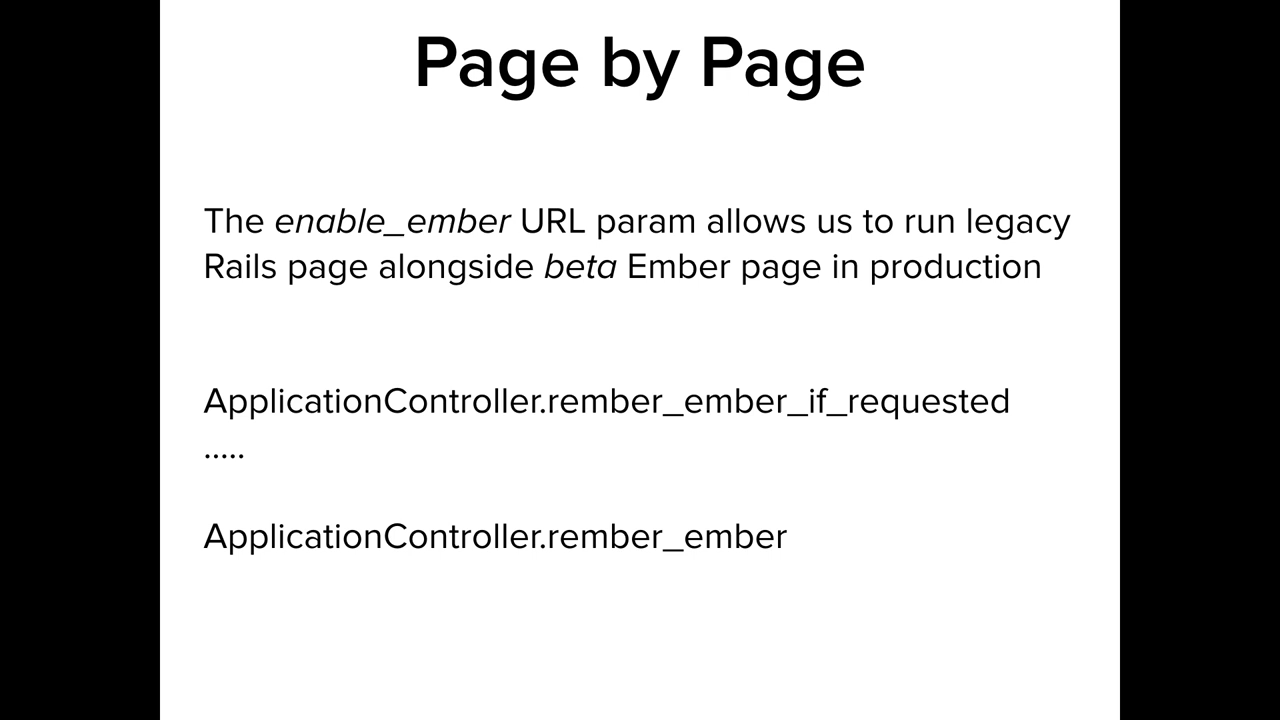 Page by Page
The enable_ember URL param allows us to run legacy
Rails page alongside beta Ember page in production
ApplicationController.rember_ember_if_requested
.....
ApplicationController.rember_ember